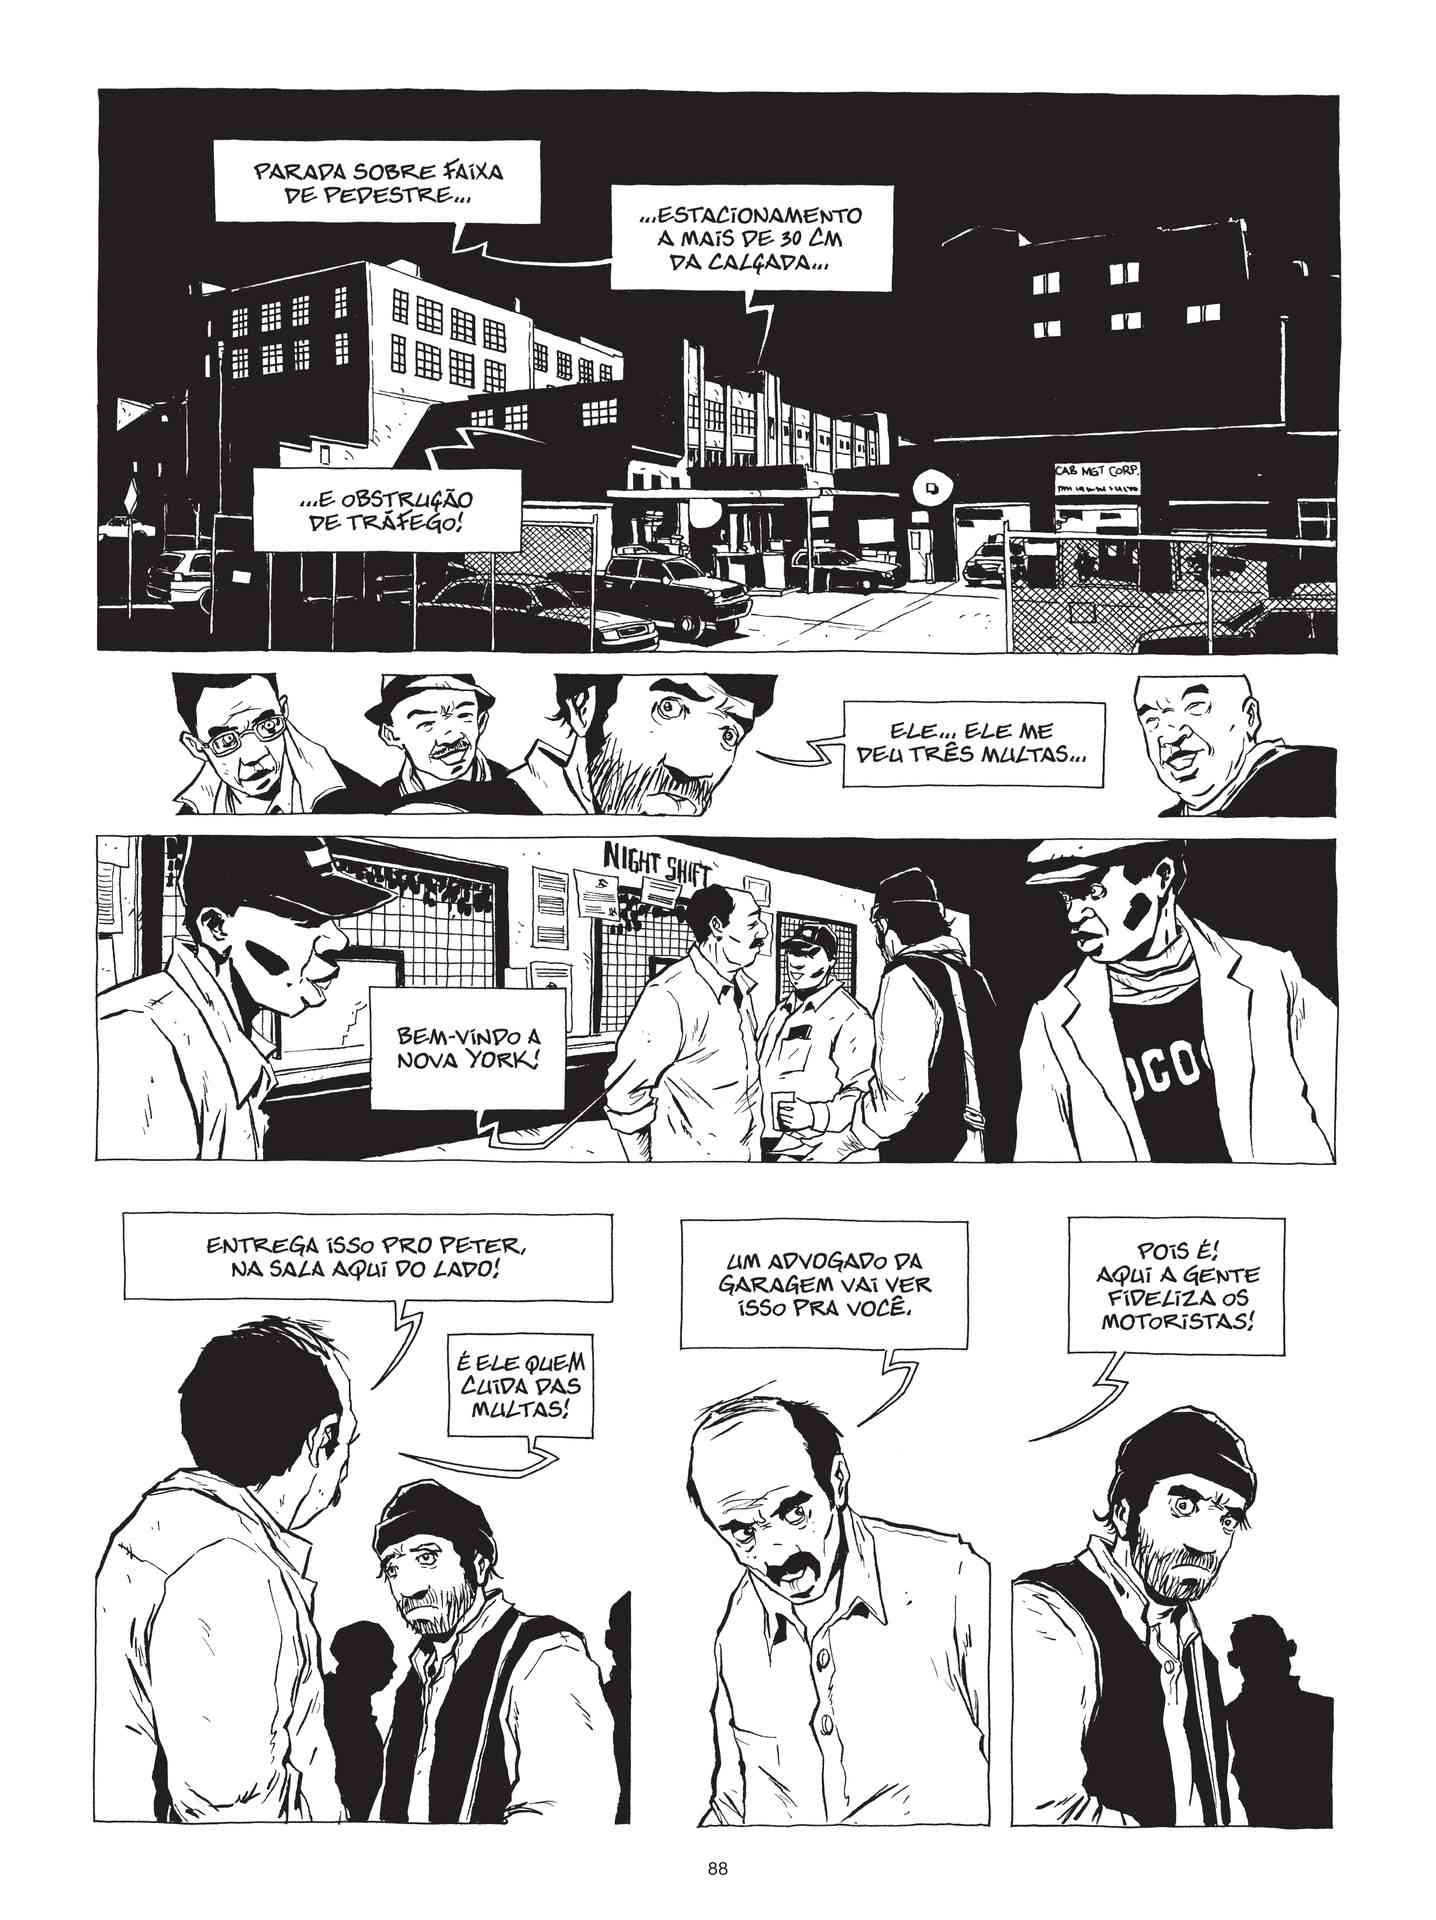 PARADA SOBRE FAIXA
DE PEDESTRE...
...ESTACIONAMENTO
A MAIS DE 30 CM
DA CALÇADA...
...E OBSTRUÇÃO
DE TRÁFEGO!
CAB MGT CORP.
ELE... ELE ME
DEU TRÊS MULTAS...
NIGHT SHIFT
BEM-VINDO A
NOVA YORK!
ENTREGA ISSO PRO PETER,
NA SALA AQUI DO LADO!
É ELE QUEM
CUIDA DAS
MULTAS!
UM ADVOGADO DA
GARAGEM VAI VER
ISSO PRA VOCÊ.
POIS É!
AQUI A GENTE
FIDELIZA OS
MOTORISTAS!
88